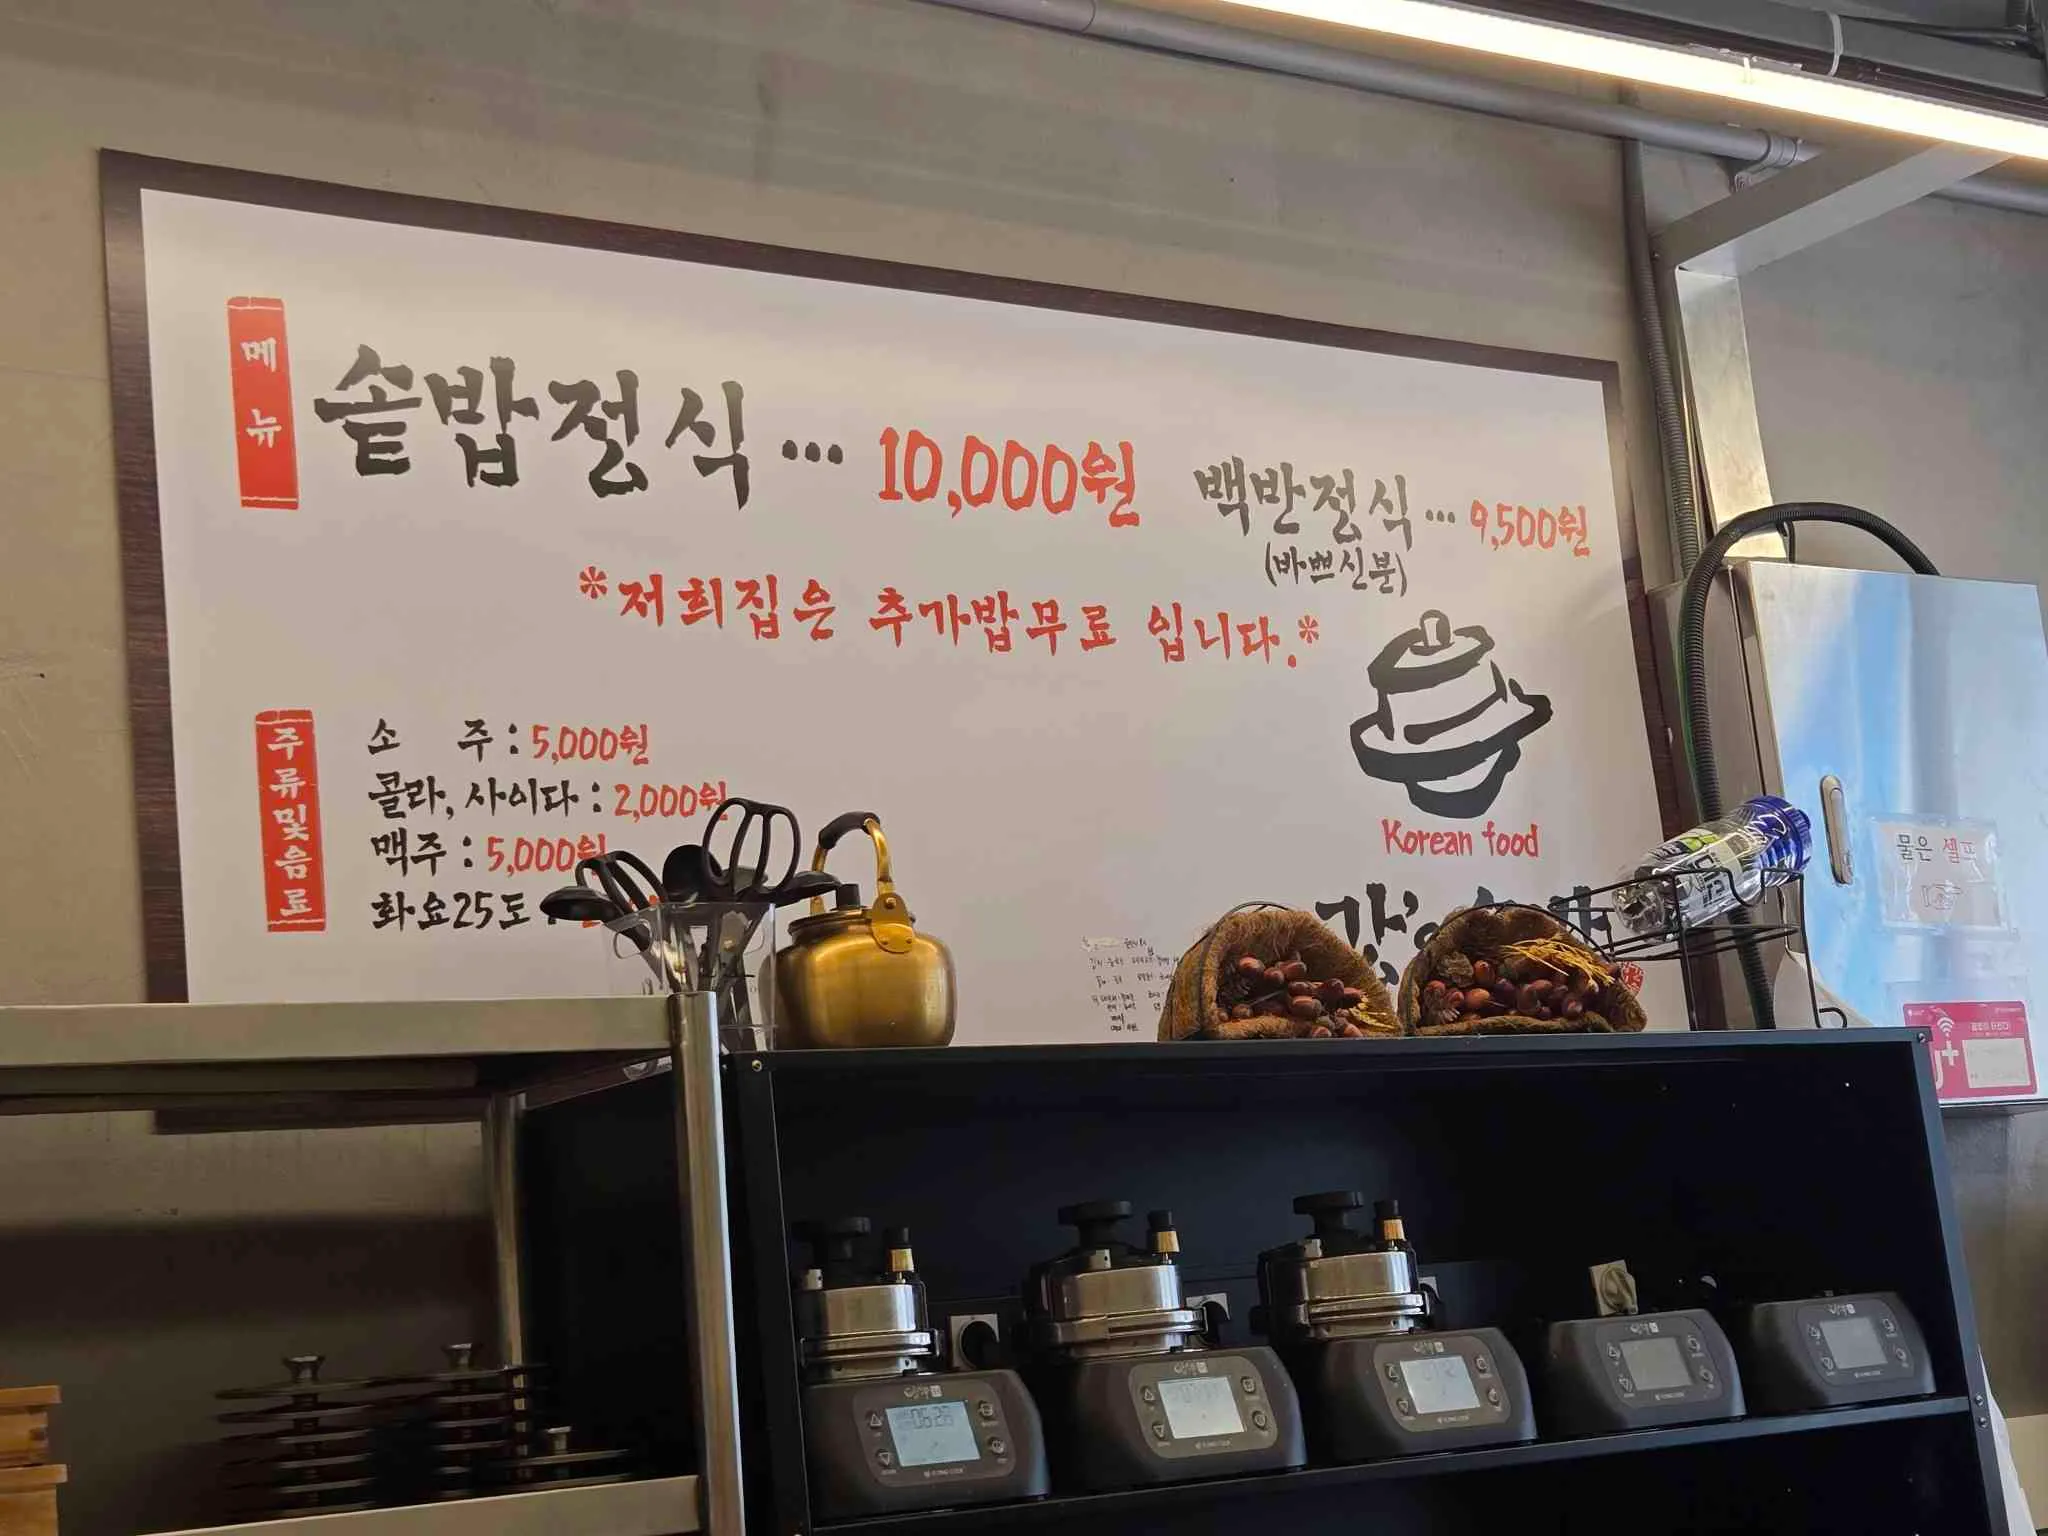 메뉴
솥밥정식 ... 10,000원
백반정식 ... 9,500원
(바쁘신분)
*저희집은 추가밥무료 입니다.*
주류및음료
소 주 : 5,000원
콜라, 사이다 : 2,000원
맥주 : 5,000원
화요25도 :
Korean food
물은 셀프
06:28